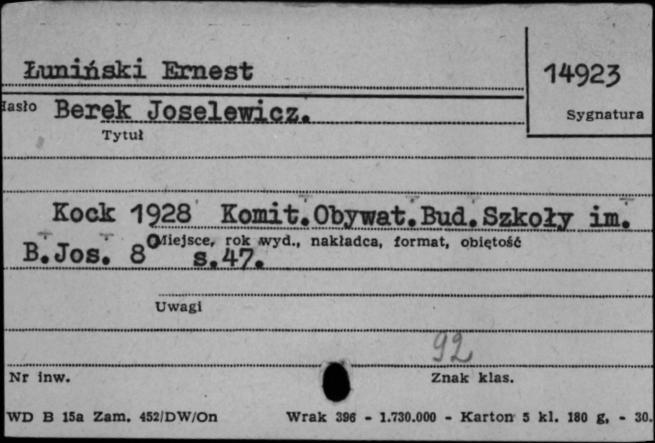 Łuniński Ernest
14923
Hasło Berek Joselewicz.
Sygnatura
Tytuł
Kock 1928 Komit.Obywat.Bud.Szkoły im.
Miejsce, rok wyd., nakładca, format, obiętość
B.Jos. 8° s.47.
Uwagi
92
Nr inw.
Znak klas.
WD B 15a Zam. 452/DW/On Wrak 396 - 1.730.000 - Karton 5 kl. 180 g. - 30.